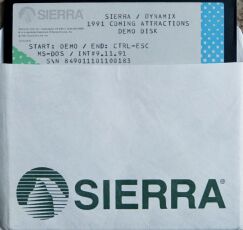 SIERRA®
SIERRA / DYNAMIX
1991 COMING ATTRACTIONS
DEMO DISK
START: DEMO / END: CTRL-ESC
MS-DOS / INT#9.11.91
S\N 849011101100183
SIERRA®